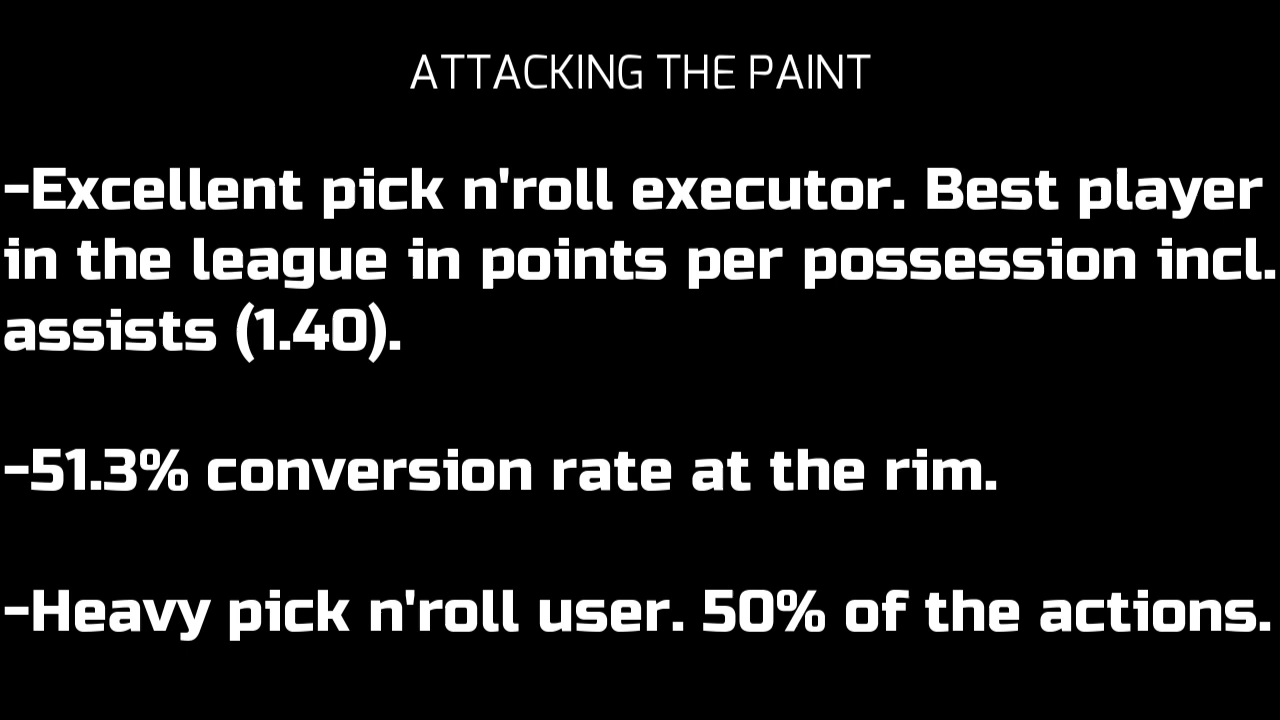 ATTACKING THE PAINT
-Excellent pick n'roll executor. Best player
in the league in points per possession incl.
assists (1.40).
-51.3% conversion rate at the rim.
-Heavy pick n'roll user. 50% of the actions.